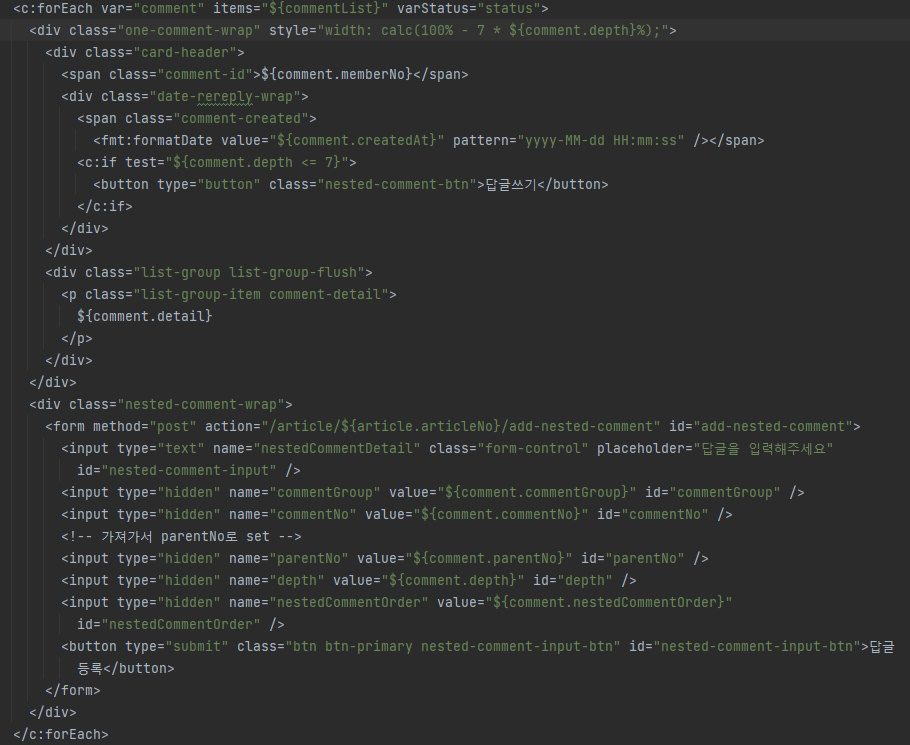 <c:forEach var="comment" items="${commentList}" varStatus="status">
<div class="one-comment-wrap" style="width: calc(100% - 7 * ${comment.depth}%);">
<div class="card-header">
<span class="comment-id">${comment.memberNo}</span>
<div class="date-rereply-wrap">
<span class="comment-created">
<fmt:formatDate value="${comment.createdAt}" pattern="yyyy-MM-dd HH:mm:ss" /></span>
<c:if test="${comment.depth <= 7}">
<button type="button" class="nested-comment-btn">답글쓰기</button>
</c:if>
</div>
</div>
<div class="list-group list-group-flush">
<p class="list-group-item comment-detail">
${comment.detail}
</p>
</div>
</div>
<div class="nested-comment-wrap">
<form method="post" action="/article/${article.articleNo}/add-nested-comment" id="add-nested-comment">
<input type="text" name="nestedCommentDetail" class="form-control" placeholder="답글을 입력해주세요"
id="nested-comment-input" />
<input type="hidden" name="commentGroup" value="${comment.commentGroup}" id="commentGroup" />
<input type="hidden" name="commentNo" value="${comment.commentNo}" id="commentNo" />
<!-- 가져가서 parentNo로 set -->
<input type="hidden" name="parentNo" value="${comment.parentNo}" id="parentNo" />
<input type="hidden" name="depth" value="${comment.depth}" id="depth" />
<input type="hidden" name="nestedCommentOrder" value="${comment.nestedCommentOrder}"
id="nestedCommentOrder" />
<button type="submit" class="btn btn-primary nested-comment-input-btn" id="nested-comment-input-btn">답글
등록</button>
</form>
</div>
</c:forEach>